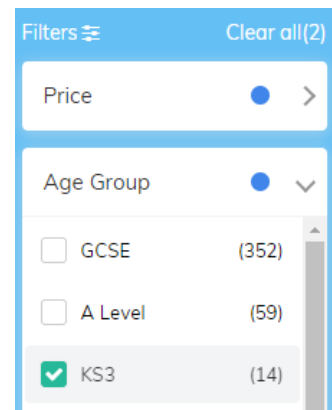 Filters Clear all(2)
Price
Age Group
GCSE (352)
A Level (59)
KS3 (14)